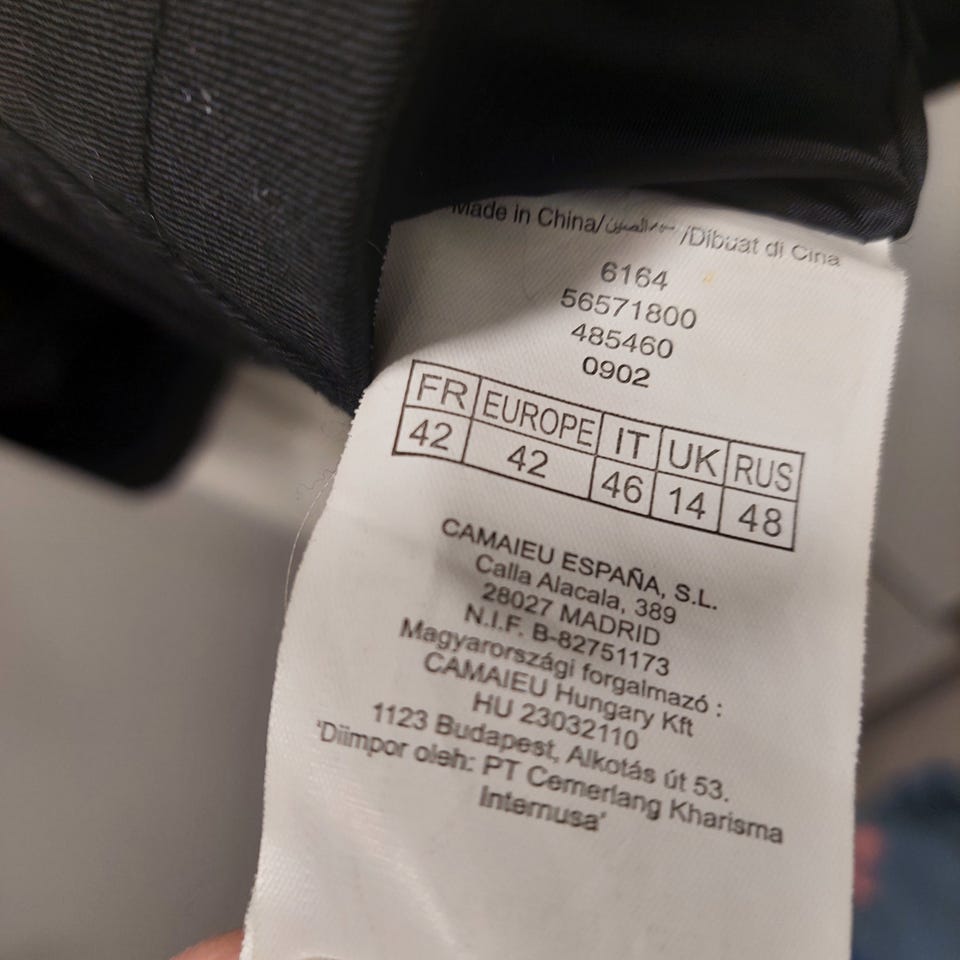 Made in China/ /Dibuat di Cina
6164
56571800
485460
0902
FR EUROPE IT UK RUS
42 42 46 14 48
CAMAIEU ESPAÑA, S.L.
Calla Alacala, 389
28027 MADRID
N.I.F. B-82751173
Magyarországi forgalmazó :
CAMAIEU Hungary Kft
HU 23032110
1123 Budapest, Alkotás út 53.
'Diimpor oleh: PT Cemerlang Kharisma
Internusa'